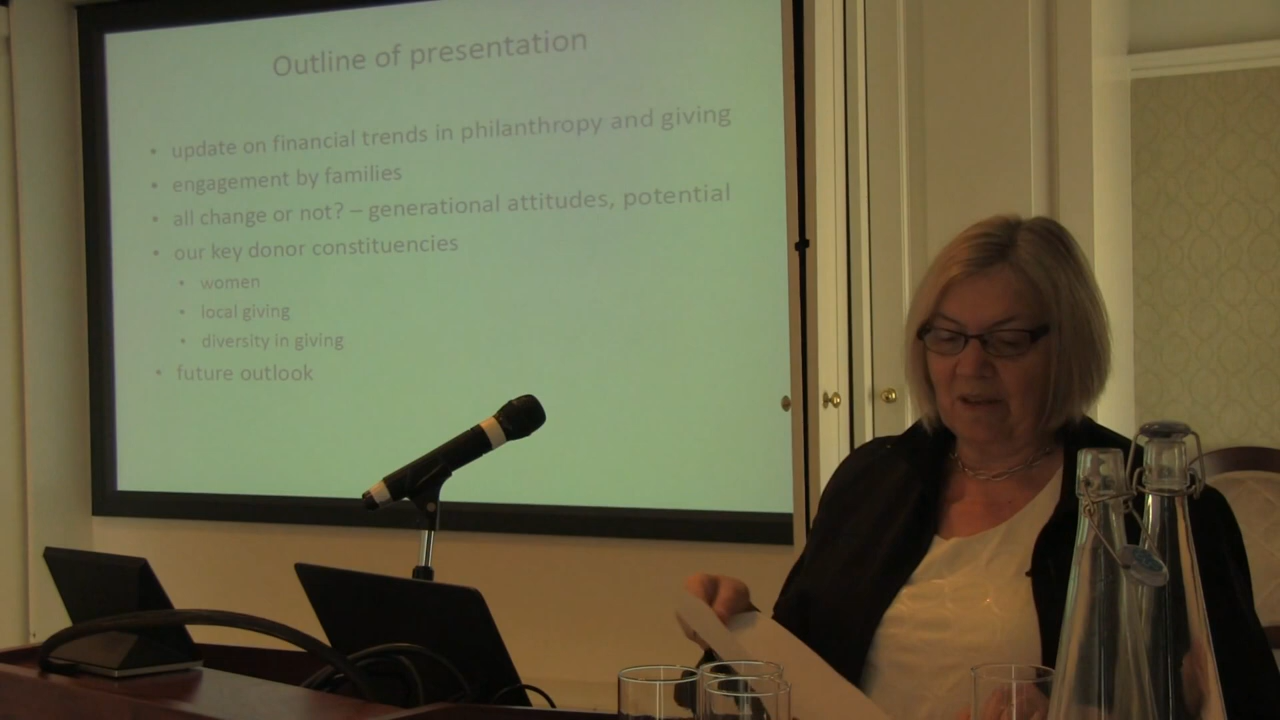 Outline of presentation
• update on financial trends in philanthropy and giving
• engagement by families
• all change or not? – generational attitudes, potential
• our key donor constituencies
• women
• local giving
• diversity in giving
• future outlook